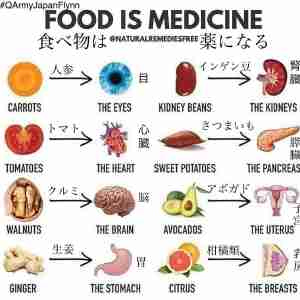 #QArmyJapanFlynn
FOOD IS MEDICINE
食べ物は @NATURALREMEDIESFREE 薬になる
人参 目 インゲン豆 腎臓
CARROTS THE EYES KIDNEY BEANS THE KIDNEYS
トマト 心臓 さつまいも 膵臓
TOMATOES THE HEART SWEET POTATOES THE PANCREAS
クルミ 脳 アボガド 子宮
WALNUTS THE BRAIN AVOCADOS THE UTERUS
生姜 胃 柑橘類 乳房
GINGER THE STOMACH CITRUS THE BREASTS